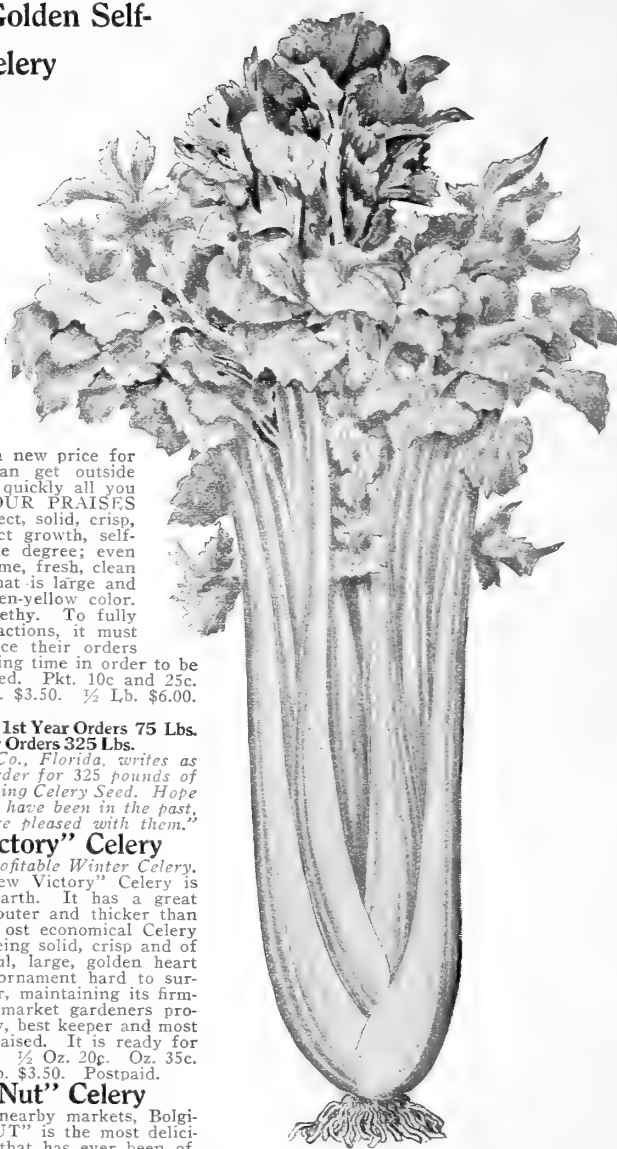 Golden Self-
elery
a new price for
an get outside
quickly all you
OUR PRAISES
ect, solid, crisp,
ct growth, self-
e degree; even
me, fresh, clean
hat is large and
en-yellow color.
ethy. To fully
actions, it must
ce their orders
ing time in order to be
ed. Pkt. 10c and 25c.
. $3.50. ½ Lb. $6.00.
1st Year Orders 75 Lbs.
Orders 325 Lbs.
Co., Florida, writes as
rder for 325 pounds of
ing Celery Seed. Hope
have been in the past,
re pleased with them."
ctory" Celery
ofitable Winter Celery.
ew Victory" Celery is
arth. It has a great
outer and thicker than
ost economical Celery
eing solid, crisp and of
ul, large, golden heart
ornament hard to sur-
r, maintaining its firm-
market gardeners pro-
y, best keeper and most
aised. It is ready for
½ Oz. 20c. Oz. 35c.
b. $3.50. Postpaid.
Nut" Celery
nearby markets, Bolgi-
UT" is the most delici-
that has ever been of-